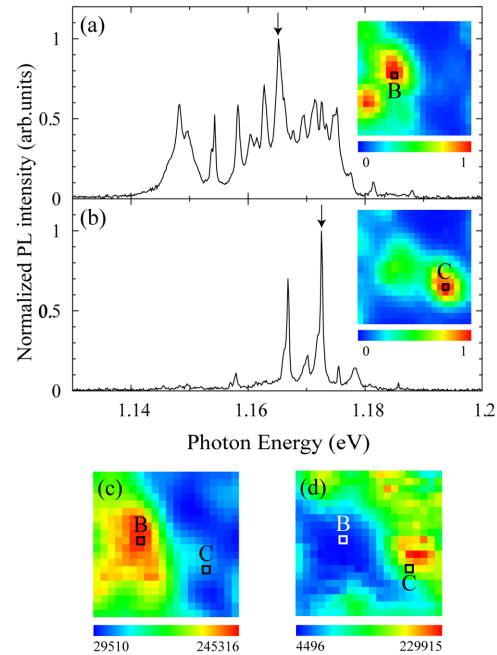 (a)
1
0.5
0
B
0 1
(b)
1
0.5
0
C
0 1
Normalized PL intensity (arb.units)
1.14 1.16 1.18 1.2
Photon Energy (eV)
(c)
B
C
29510 245316
(d)
B
C
4496 229915